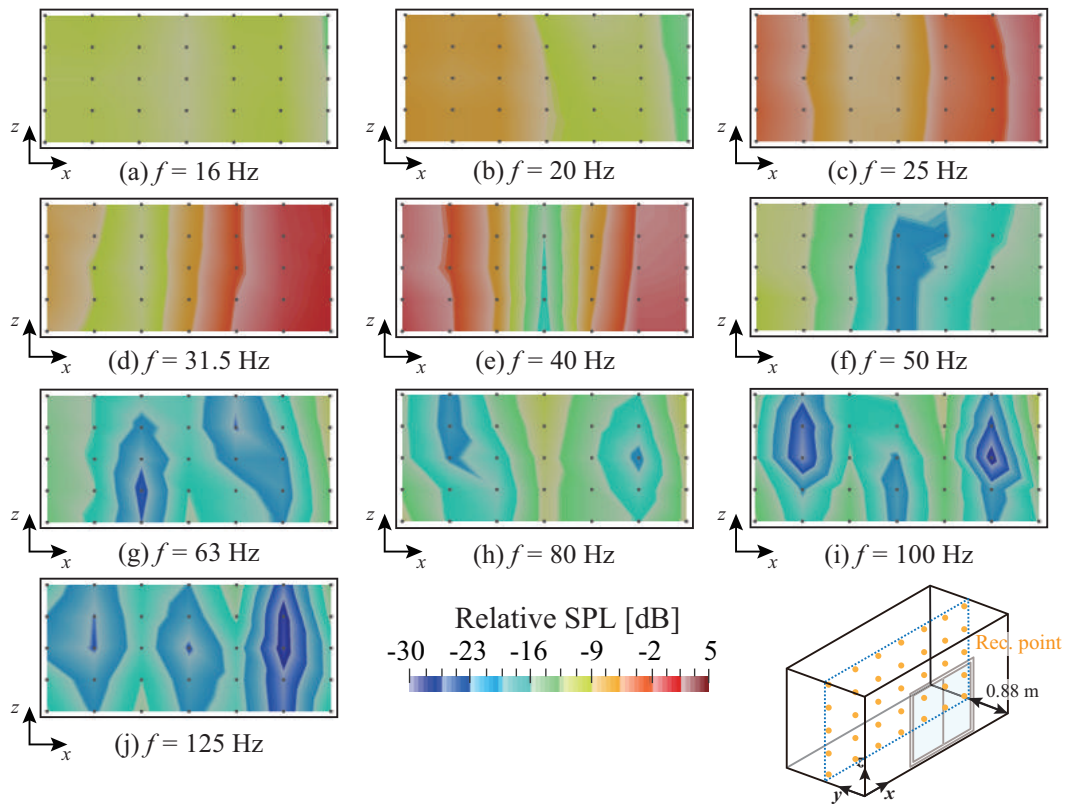 z
x
(a) f = 16 Hz
z
x
(b) f = 20 Hz
z
x
(c) f = 25 Hz
z
x
(d) f = 31.5 Hz
z
x
(e) f = 40 Hz
z
x
(f) f = 50 Hz
z
x
(g) f = 63 Hz
z
x
(h) f = 80 Hz
z
x
(i) f = 100 Hz
z
x
(j) f = 125 Hz
Relative SPL [dB]
-30 -23 -16 -9 -2 5
Rec. point
0.88 m
z
y
x